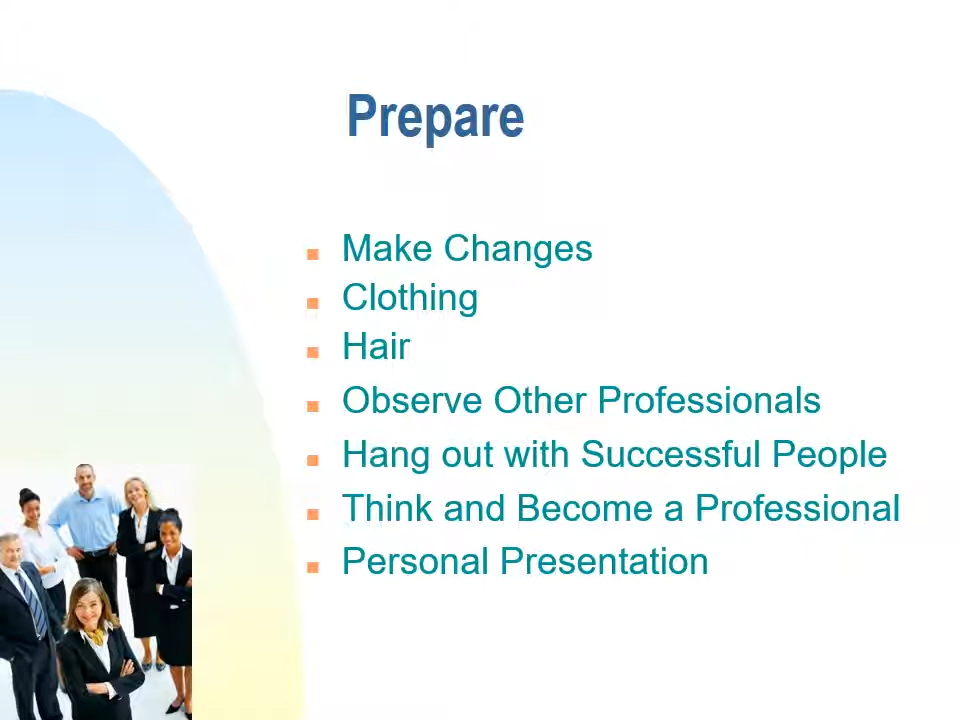 Prepare
Make Changes
Clothing
Hair
Observe Other Professionals
Hang out with Successful People
Think and Become a Professional
Personal Presentation